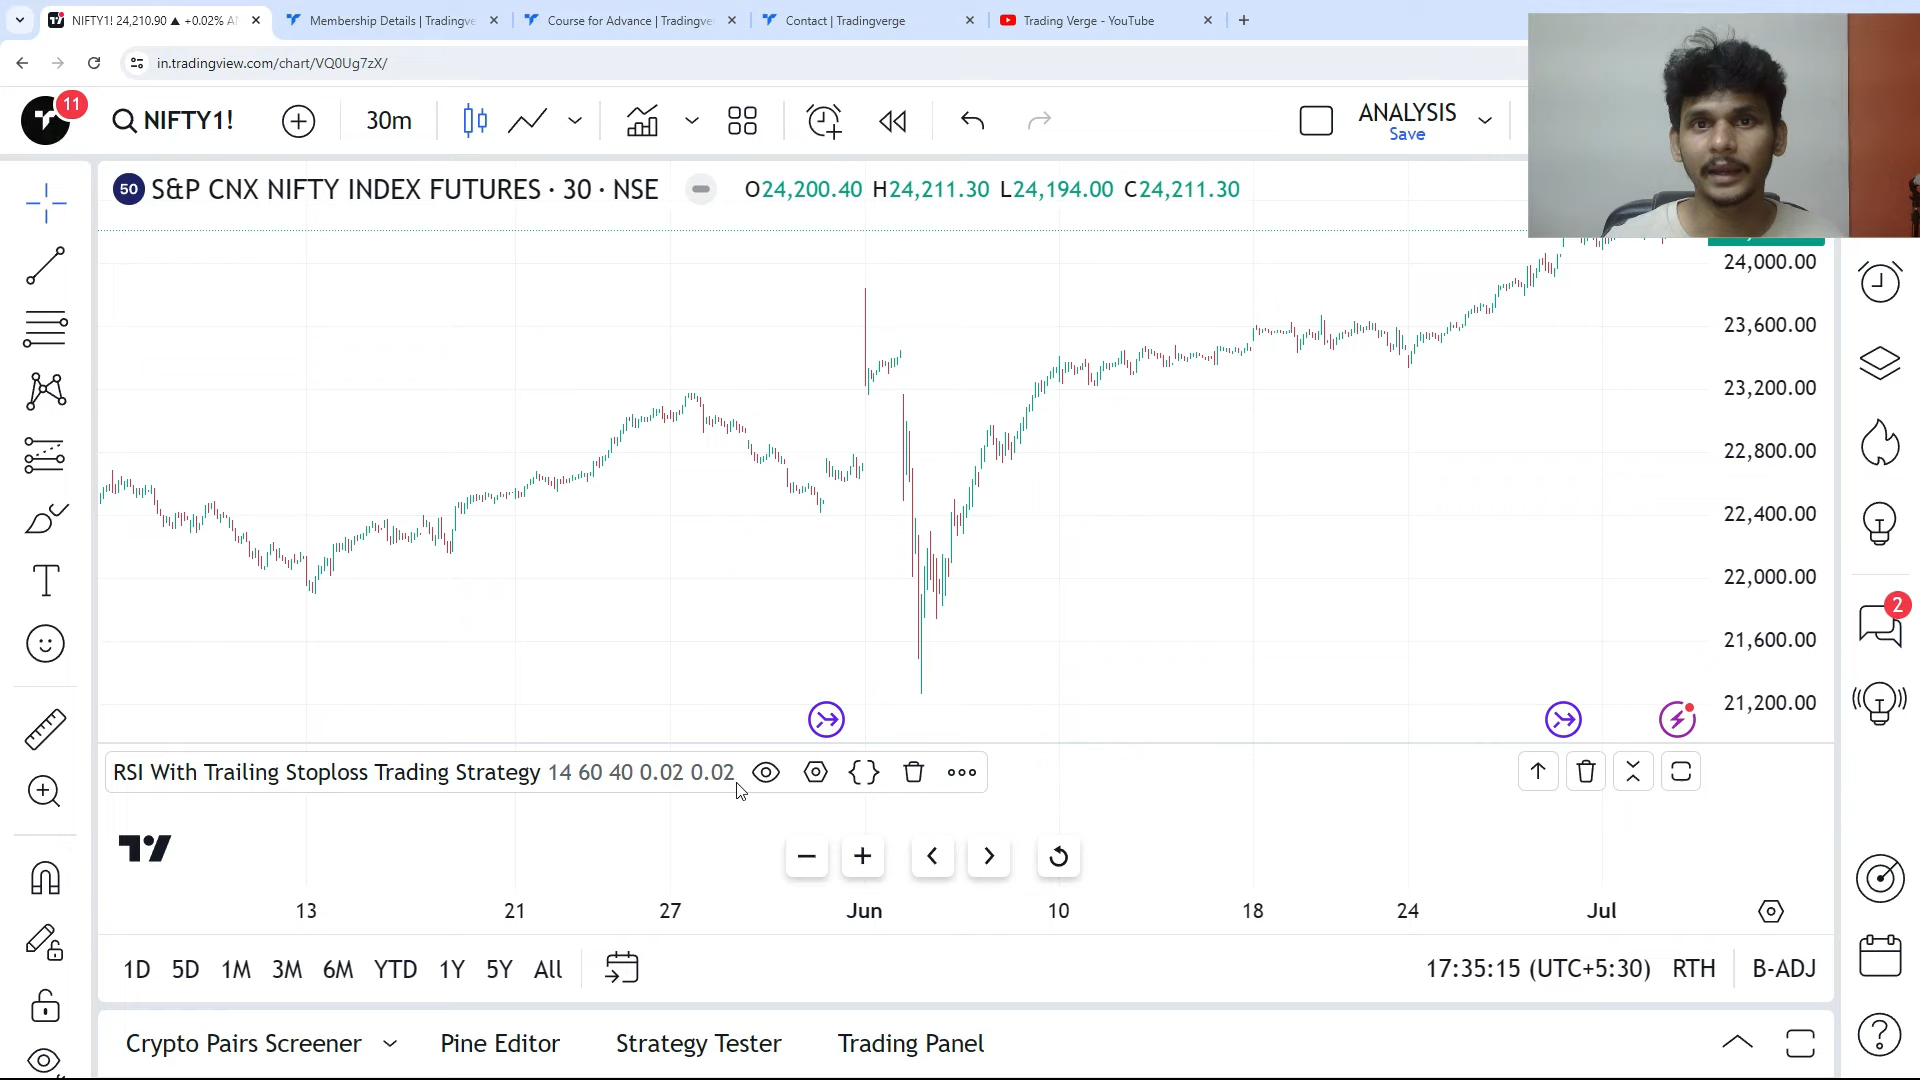 NIFTY1! 24,210.90 ▲ +0.02%
Membership Details | Tradingve
Course for Advance | Tradingve
Contact | Tradingverge
Trading Verge - YouTube
in.tradingview.com/chart/VQ0Ug7zX/
11
NIFTY1!
30m
ANALYSIS
Save
50 S&P CNX NIFTY INDEX FUTURES · 30 · NSE
O24,200.40 H24,211.30 L24,194.00 C24,211.30
24,000.00
23,600.00
23,200.00
22,800.00
22,400.00
22,000.00
21,600.00
21,200.00
2
RSI With Trailing Stoploss Trading Strategy 14 60 40 0.02 0.02
13 21 27 Jun 10 18 24 Jul
1D 5D 1M 3M 6M YTD 1Y 5Y All
17:35:15 (UTC+5:30) RTH B-ADJ
Crypto Pairs Screener Pine Editor Strategy Tester Trading Panel